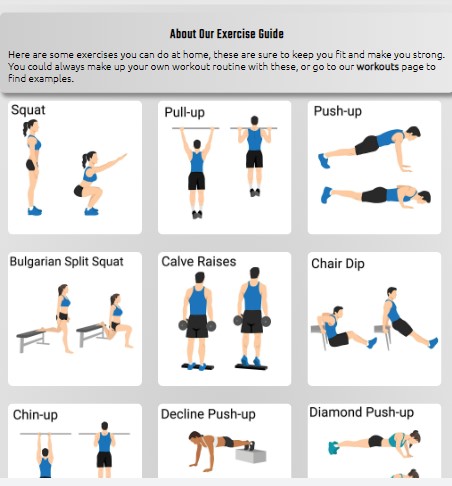 About Our Exercise Guide
Here are some exercises you can do at home, these are sure to keep you fit and make you strong.
You could always make up your own workout routine with these, or go to our workouts page to
find examples.
Squat
Pull-up
Push-up
Bulgarian Split Squat
Calve Raises
Chair Dip
Chin-up
Decline Push-up
Diamond Push-up